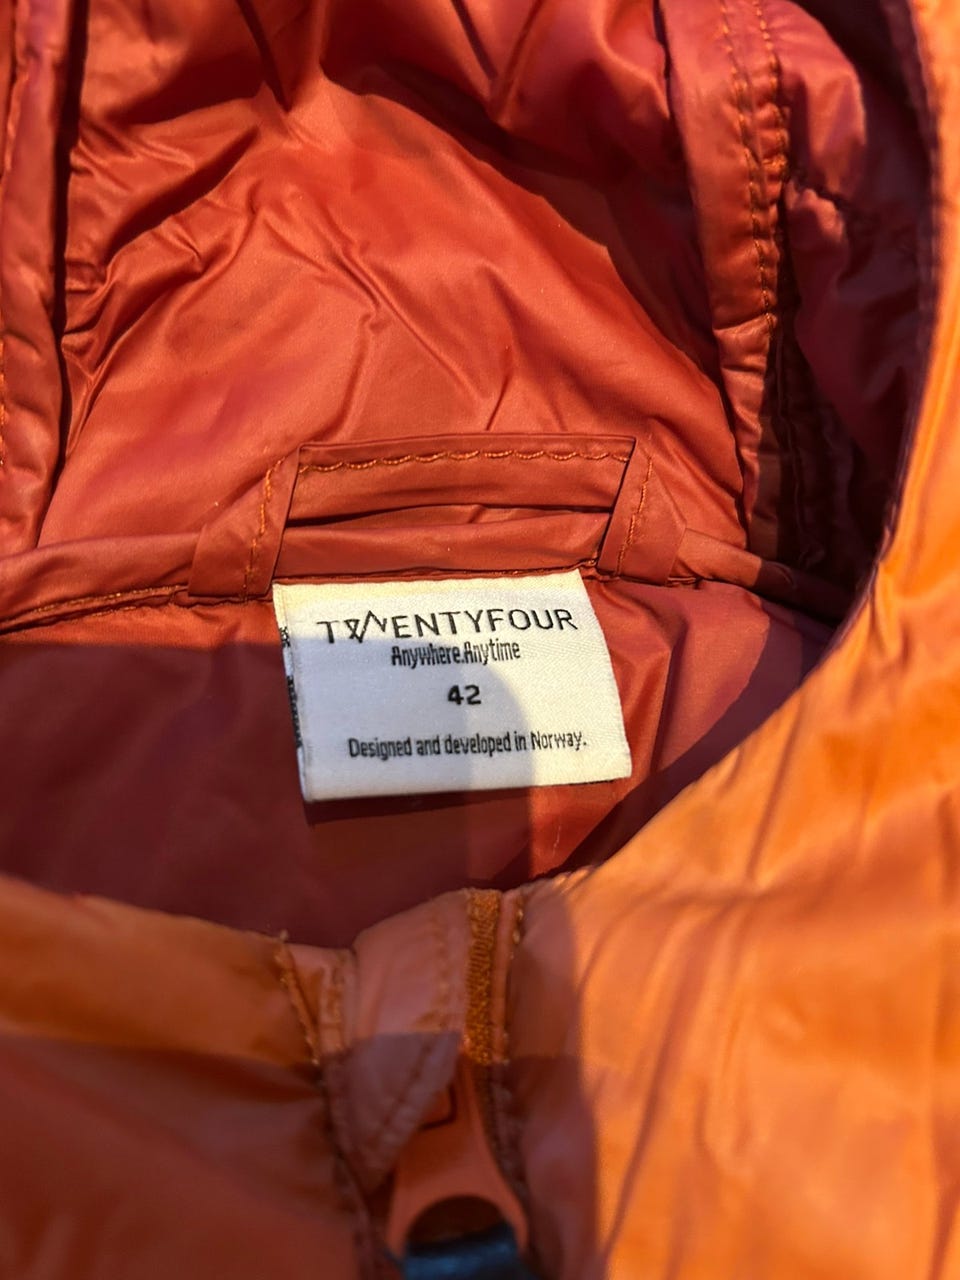 TWENTYFOUR
Anywhere.Anytime
42
Designed and developed in Norway.